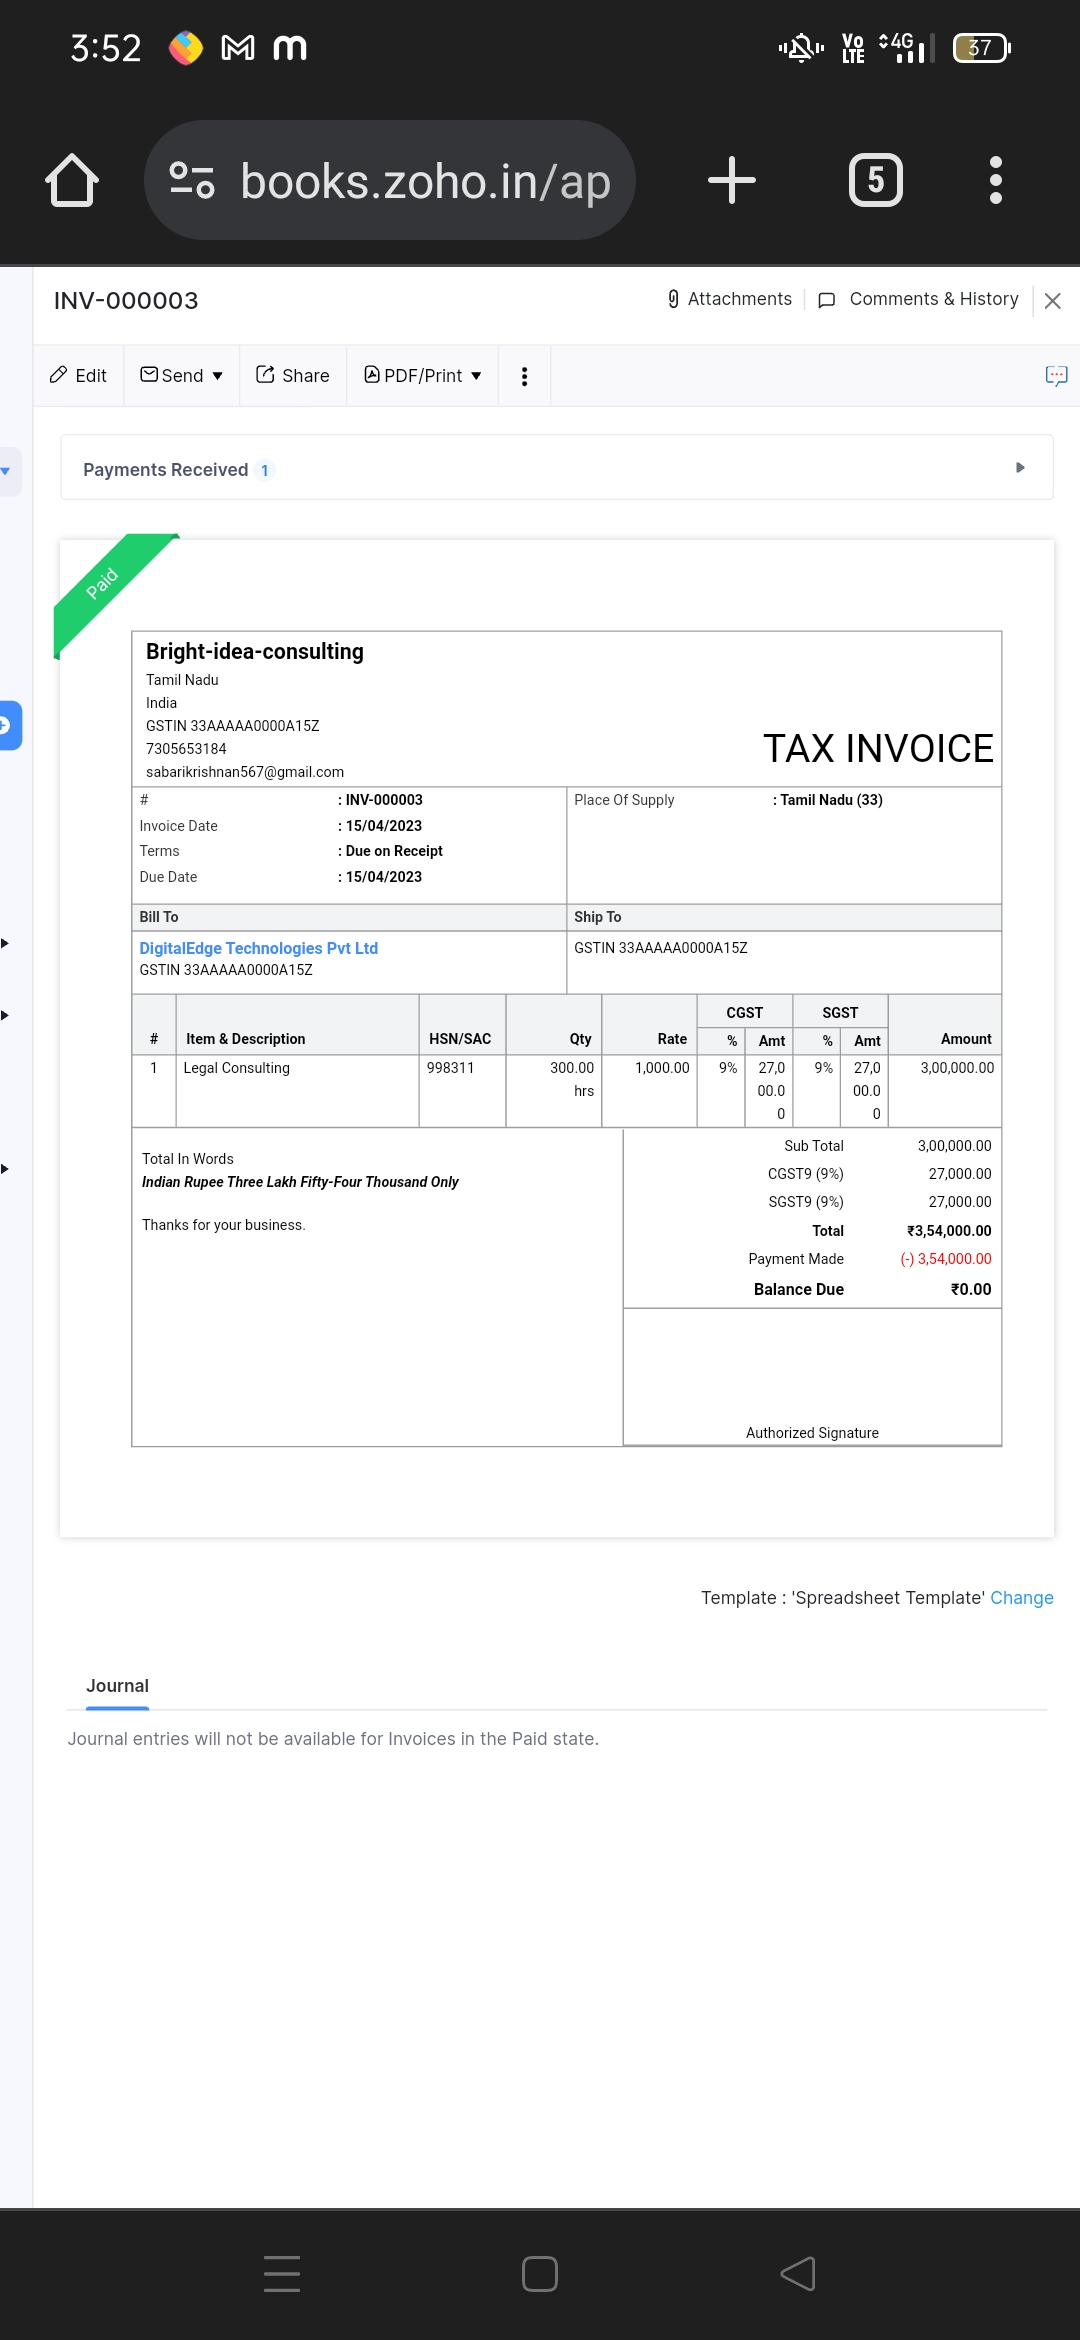 3:52
Vo LTE 4G 37
books.zoho.in/ap
5
INV-000003
Attachments
Comments & History
Edit
Send
Share
PDF/Print
Payments Received 1
Paid
Bright-idea-consulting
Tamil Nadu
India
GSTIN 33AAAAA0000A15Z
7305653184
sabarikrishnan567@gmail.com
TAX INVOICE
# : INV-000003
Invoice Date : 15/04/2023
Terms : Due on Receipt
Due Date : 15/04/2023
Place Of Supply : Tamil Nadu (33)
Bill To
Ship To
DigitalEdge Technologies Pvt Ltd
GSTIN 33AAAAA0000A15Z
GSTIN 33AAAAA0000A15Z
CGST SGST
# Item & Description HSN/SAC Qty Rate % Amt % Amt Amount
1 Legal Consulting 998311 300.00 1,000.00 9% 27,0 9% 27,0 3,00,000.00
hrs 00.0 00.0
0 0
Total In Words
Indian Rupee Three Lakh Fifty-Four Thousand Only
Thanks for your business.
Sub Total 3,00,000.00
CGST9 (9%) 27,000.00
SGST9 (9%) 27,000.00
Total ₹3,54,000.00
Payment Made (-) 3,54,000.00
Balance Due ₹0.00
Authorized Signature
Template : 'Spreadsheet Template' Change
Journal
Journal entries will not be available for Invoices in the Paid state.